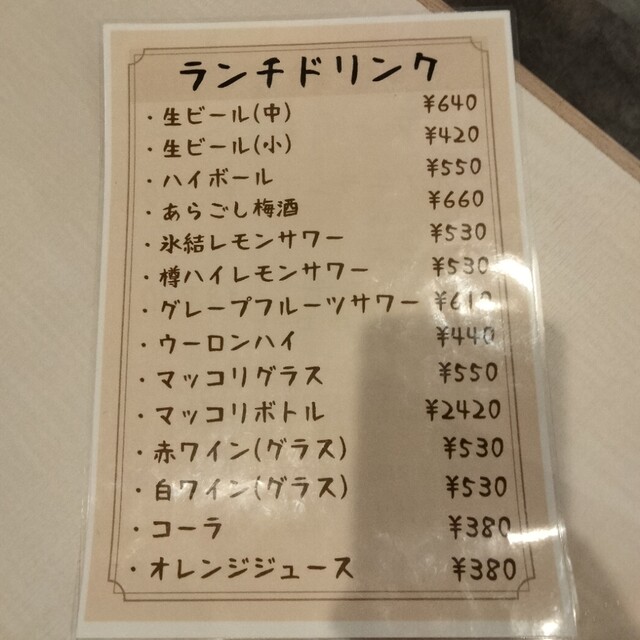 ランチドリンク
・生ビール(中) ¥640
・生ビール(小) ¥420
・ハイボール ¥550
・あらごし梅酒 ¥660
・氷結レモンサワー ¥530
・樽ハイレモンサワー ¥530
・グレープフルーツサワー ¥610
・ウーロンハイ ¥440
・マッコリグラス ¥550
・マッコリボトル ¥2420
・赤ワイン(グラス) ¥530
・白ワイン(グラス) ¥530
・コーラ ¥380
・オレンジジュース ¥380